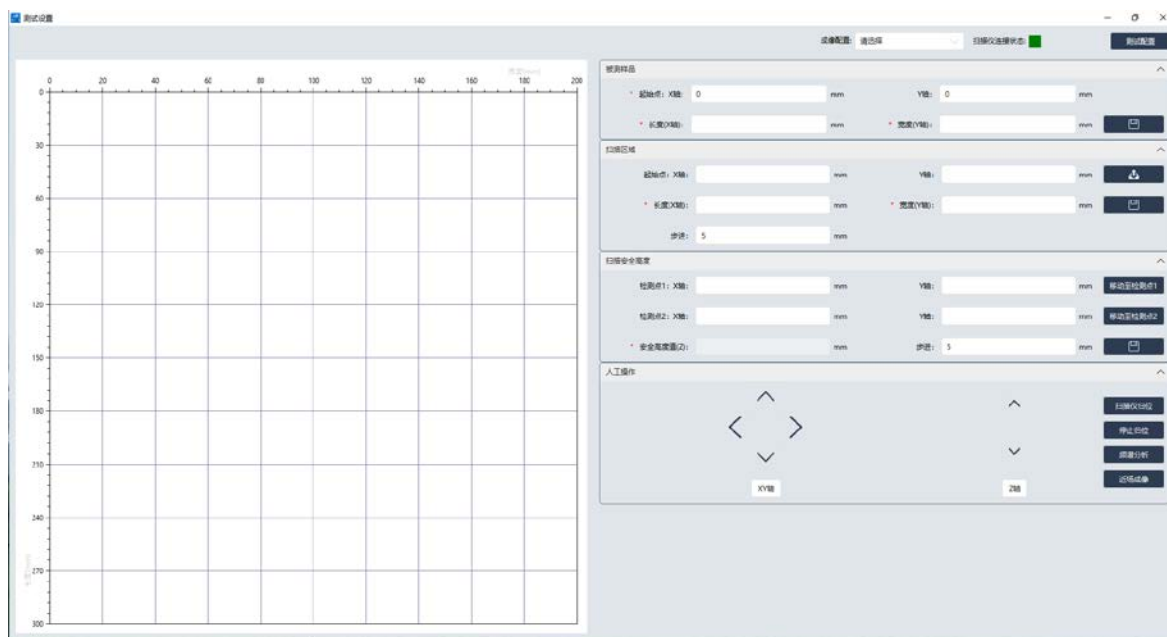 测试设置
成像配置: 请选择 扫描仪连接状态: 测试配置
宽度(mm)
0 20 40 60 80 100 120 140 160 180 200
0
30
60
90
120
150
180
210
240
270
300
长度(mm)
被测样品
* 起始点: X轴: 0 mm Y轴: 0 mm
* 长度(X轴): mm * 宽度(Y轴): mm
扫描区域
起始点: X轴: mm Y轴: mm
* 长度(X轴): mm * 宽度(Y轴): mm
步进: 5 mm
扫描安全高度
检测点1: X轴: mm Y轴: mm 移动至检测点1
检测点2: X轴: mm Y轴: mm 移动至检测点2
* 安全高度值(Z): mm 步进: 5 mm
人工操作
扫描仪归位
停止归位
频谱分析
近场成像
XY轴 Z轴